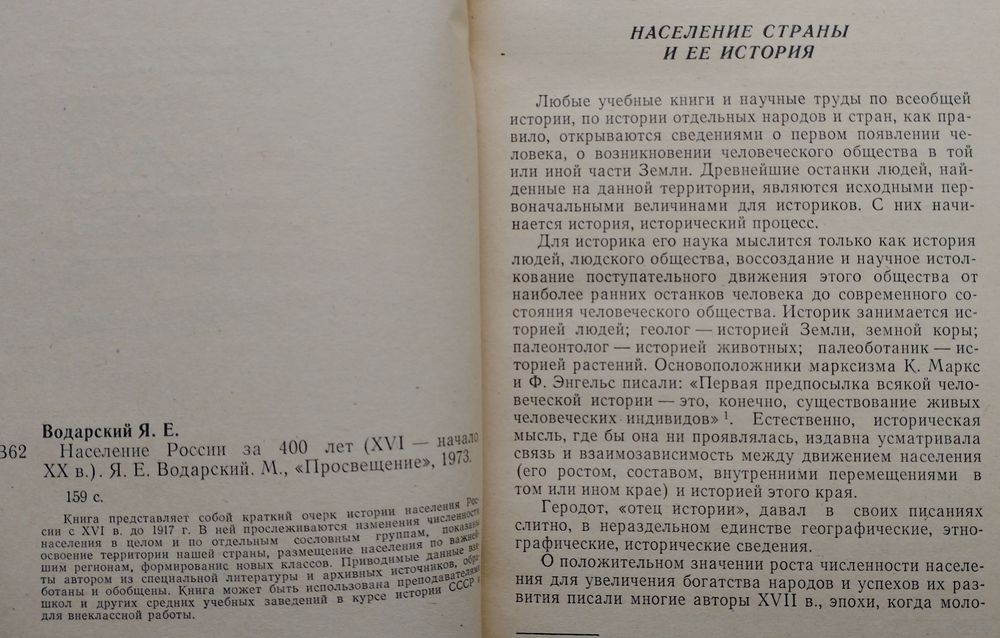 Водарский Я. Е.
В62 Население России за 400 лет (XVI — начало
XX в.). Я. Е. Водарский. М., «Просвещение», 1973.
159 с.
Книга представляет собой краткий очерк истории населения Рос-
сии с XVI в. до 1917 г. В ней прослеживаются изменения численности
населения в целом и по отдельным сословным группам, показаны
освоение территории нашей страны, размещение населения по важней-
шим регионам, формирование новых классов. Приводимые данные взя-
ты автором из специальной литературы и архивных источников, обра-
ботаны и обобщены. Книга может быть использована преподавателями
школ и других средних учебных заведений в курсе истории СССР и
для внеклассной работы.
НАСЕЛЕНИЕ СТРАНЫ
И ЕЕ ИСТОРИЯ
Любые учебные книги и научные труды по всеобщей
истории, по истории отдельных народов и стран, как пра-
вило, открываются сведениями о первом появлении че-
ловека, о возникновении человеческого общества в той
или иной части Земли. Древнейшие останки людей, най-
денные на данной территории, являются исходными пер-
воначальными величинами для историков. С них начи-
нается история, исторический процесс.
Для историка его наука мыслится только как история
людей, людского общества, воссоздание и научное истол-
кование поступательного движения этого общества от
наиболее ранних останков человека до современного со-
стояния человеческого общества. Историк занимается ис-
торией людей; геолог — историей Земли, земной коры;
палеонтолог — историей животных; палеоботаник — ис-
торией растений. Основоположники марксизма К. Маркс
и Ф. Энгельс писали: «Первая предпосылка всякой чело-
веческой истории — это, конечно, существование живых
человеческих индивидов» ¹. Естественно, историческая
мысль, где бы она ни проявлялась, издавна усматривала
связь и взаимозависимость между движением населения
(его ростом, составом, внутренними перемещениями в
том или ином крае) и историей этого края.
Геродот, «отец истории», давал в своих писаниях
слитно, в нераздельном единстве географические, этно-
графические, исторические сведения.
О положительном значении роста численности населе-
ния для увеличения богатства народов и успехов их раз-
вития писали многие авторы XVII в., эпохи, когда моло-